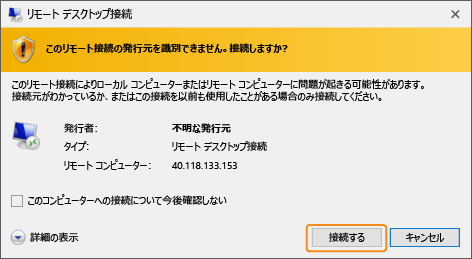 リモート デスクトップ接続
このリモート接続の発行元を識別できません。接続しますか?
このリモート接続によりローカル コンピューターまたはリモート コンピューターに問題が起きる可能性があります。
接続元がわかっているか、またはこの接続を以前も使用したことがある場合のみ接続してください。
発行者: 不明な発行元
タイプ: リモート デスクトップ接続
リモート コンピューター: 40.118.133.153
このコンピューターへの接続について今後確認しない
詳細の表示 接続する キャンセル